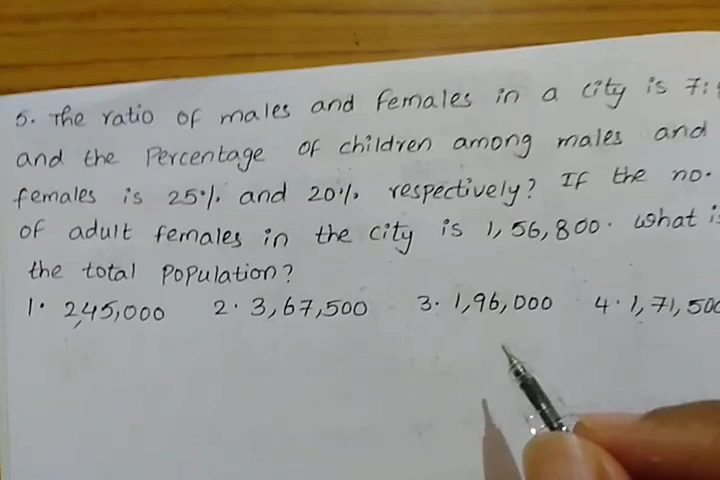 5. The ratio of males and females in a city is 7:
and the Percentage of children among males and
females is 25% and 20% respectively? If the no.
of adult females in the city is 1,56,800. what is
the total population?
1. 245,000 2. 3,67,500 3. 1,96,000 4. 1,71,500